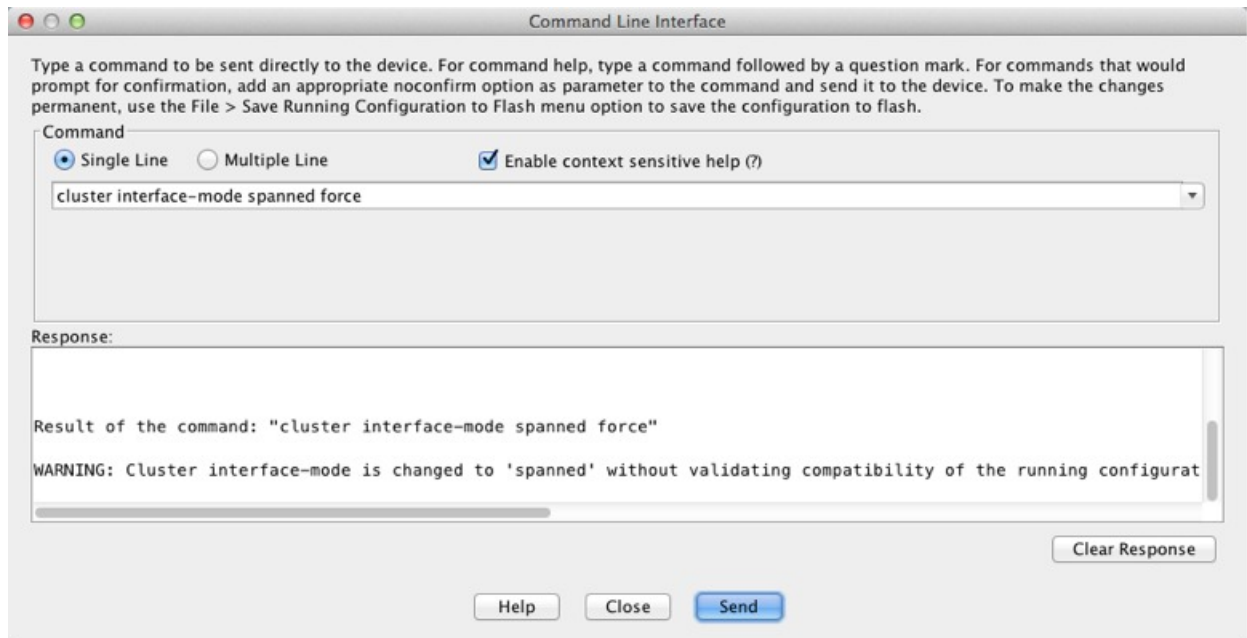 Command Line Interface
Type a command to be sent directly to the device. For command help, type a command followed by a question mark. For commands that would
prompt for confirmation, add an appropriate noconfirm option as parameter to the command and send it to the device. To make the changes
permanent, use the File > Save Running Configuration to Flash menu option to save the configuration to flash.
Command
Single Line Multiple Line Enable context sensitive help (?)
cluster interface-mode spanned force
Response:
Result of the command: "cluster interface-mode spanned force"
WARNING: Cluster interface-mode is changed to 'spanned' without validating compatibility of the running configurat
Clear Response
Help Close Send